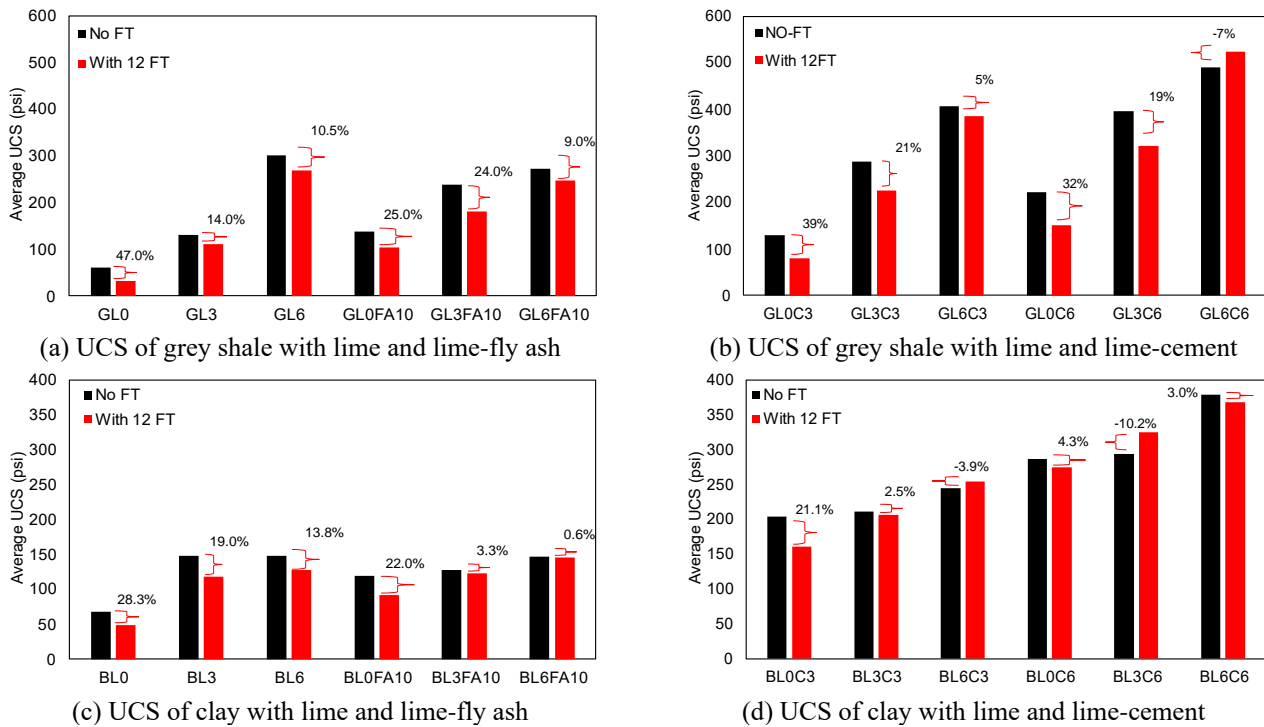 Average UCS (psi)
600
500
400
300
200
100
0
No FT
With 12 FT
47.0%
14.0%
10.5%
25.0%
24.0%
9.0%
GL0 GL3 GL6 GL0FA10 GL3FA10 GL6FA10
(a) UCS of grey shale with lime and lime-fly ash
Average UCS (psi)
600
500
400
300
200
100
0
NO-FT
With 12FT
39%
21%
5%
32%
19%
-7%
GL0C3 GL3C3 GL6C3 GL0C6 GL3C6 GL6C6
(b) UCS of grey shale with lime and lime-cement
Average UCS (psi)
400
350
300
250
200
150
100
50
0
No FT
With 12 FT
28.3%
19.0%
13.8%
22.0%
3.3%
0.6%
BL0 BL3 BL6 BL0FA10 BL3FA10 BL6FA10
(c) UCS of clay with lime and lime-fly ash
Average UCS (psi)
400
350
300
250
200
150
100
50
0
No FT
With 12 FT
21.1%
2.5%
-3.9%
4.3%
-10.2%
3.0%
BL0C3 BL3C3 BL6C3 BL0C6 BL3C6 BL6C6
(d) UCS of clay with lime and lime-cement